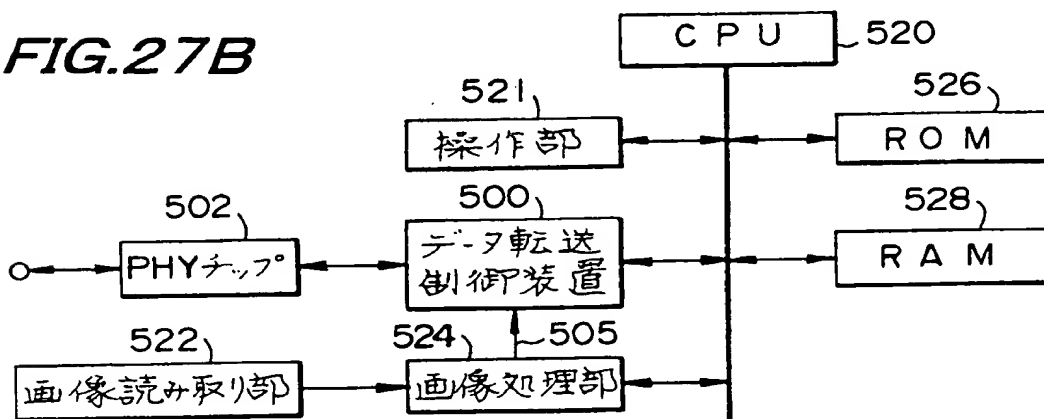 FIG.27B
CPU
520
521
526
操作部
ROM
502
500
528
PHYチップ
データ転送
制御装置
RAM
522
524
505
画像読み取り部
画像処理部